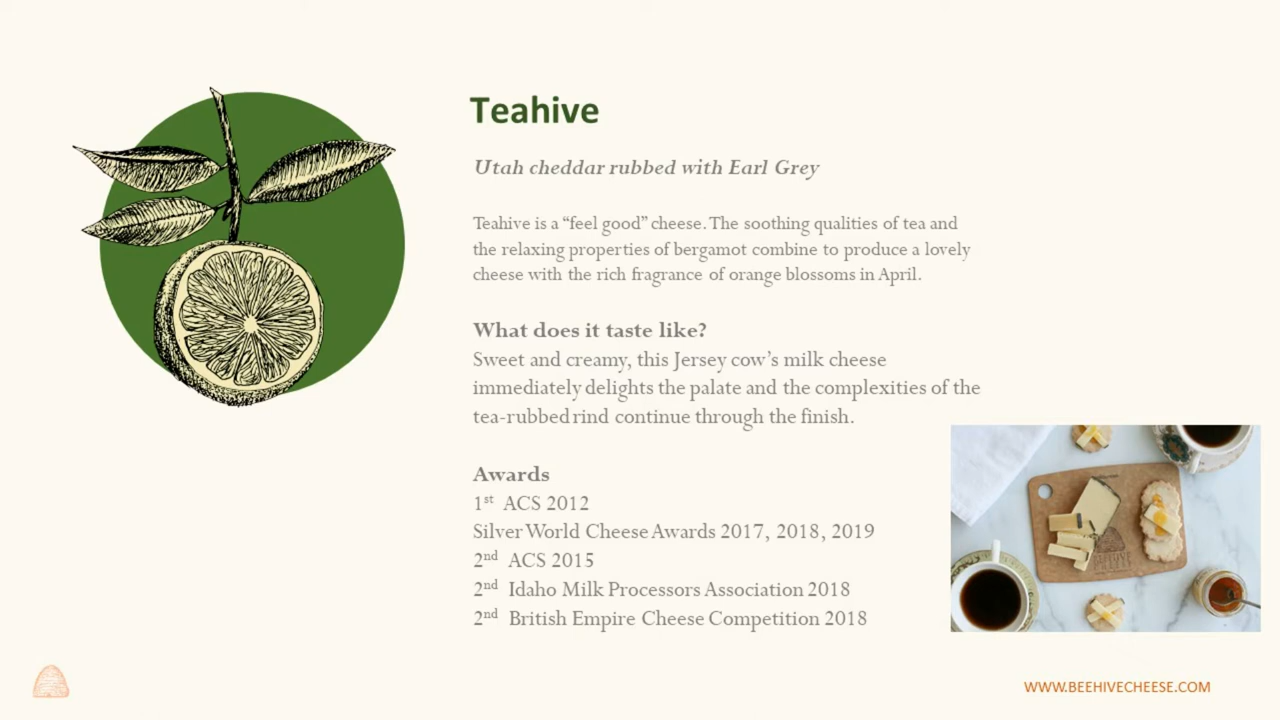 Teahive
Utah cheddar rubbed with Earl Grey
Teahive is a “feel good” cheese. The soothing qualities of tea and
the relaxing properties of bergamot combine to produce a lovely
cheese with the rich fragrance of orange blossoms in April.
What does it taste like?
Sweet and creamy, this Jersey cow’s milk cheese
immediately delights the palate and the complexities of the
tea-rubbed rind continue through the finish.
Awards
1st ACS 2012
Silver World Cheese Awards 2017, 2018, 2019
2nd ACS 2015
2nd Idaho Milk Processors Association 2018
2nd British Empire Cheese Competition 2018
BEEHIVE
CHEESE
WWW.BEEHIVECHEESE.COM